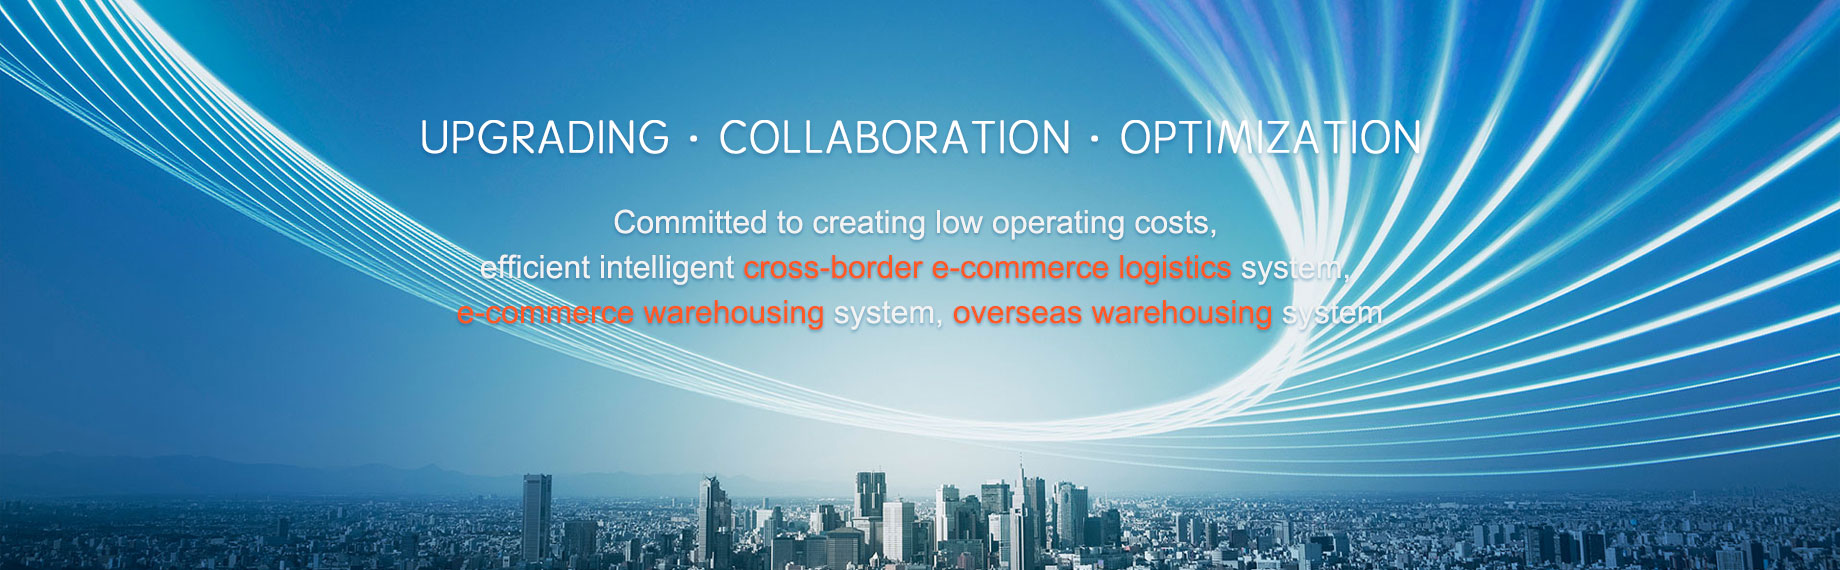 UPGRADING · COLLABORATION · OPTIMIZATION
Committed to creating low operating costs,
efficient intelligent cross-border e-commerce logistics system,
e-commerce warehousing system, overseas warehousing system